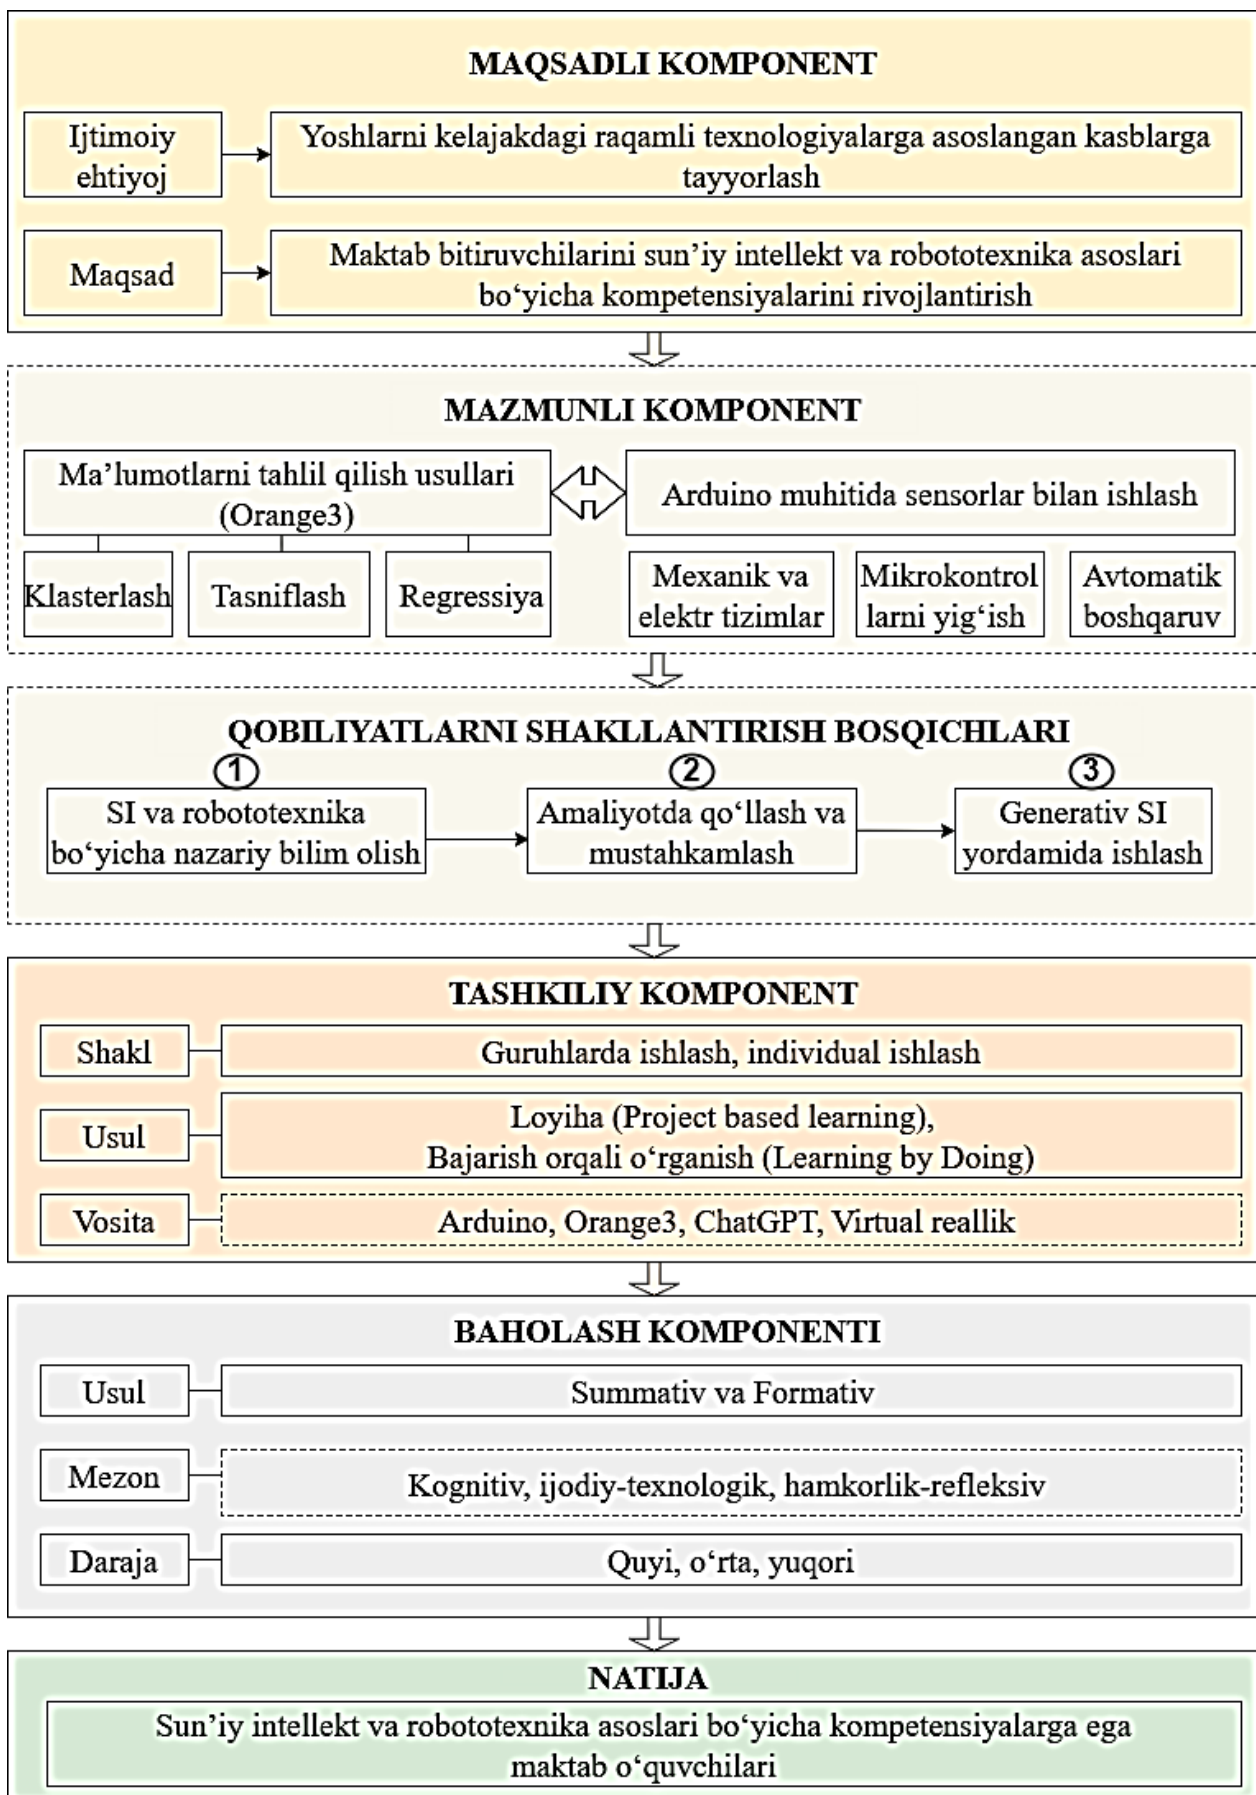 MAQSADLI KOMPONENT
Ijtimoiy
ehtiyoj
Yoshlarni kelajakdagi raqamli texnologiyalarga asoslangan kasblarga
tayyorlash
Maqsad
Maktab bitiruvchilarini sun’iy intellekt va robototexnika asoslari
bo‘yicha kompetensiyalarini rivojlantirish
MAZMUNLI KOMPONENT
Ma’lumotlarni tahlil qilish usullari
(Orange3)
Arduino muhitida sensorlar bilan ishlash
Klasterlash
Tasniflash
Regressiya
Mexanik va
elektr tizimlar
Mikrokontrol
larni yig‘ish
Avtomatik
boshqaruv
QOBILIYATLARNI SHAKLLANTIRISH BOSQICHLARI
1
SI va robototexnika
bo‘yicha nazariy bilim olish
2
Amaliyotda qo‘llash va
mustahkamlash
3
Generativ SI
yordamida ishlash
TASHKILIY KOMPONENT
Shakl
Guruhlarda ishlash, individual ishlash
Usul
Loyiha (Project based learning),
Bajarish orqali o‘rganish (Learning by Doing)
Vosita
Arduino, Orange3, ChatGPT, Virtual reallik
BAHOLASH KOMPONENTI
Usul
Summativ va Formativ
Mezon
Kognitiv, ijodiy-texnologik, hamkorlik-refleksiv
Daraja
Quyi, o‘rta, yuqori
NATIJA
Sun’iy intellekt va robototexnika asoslari bo‘yicha kompetensiyalarga ega
maktab o‘quvchilari